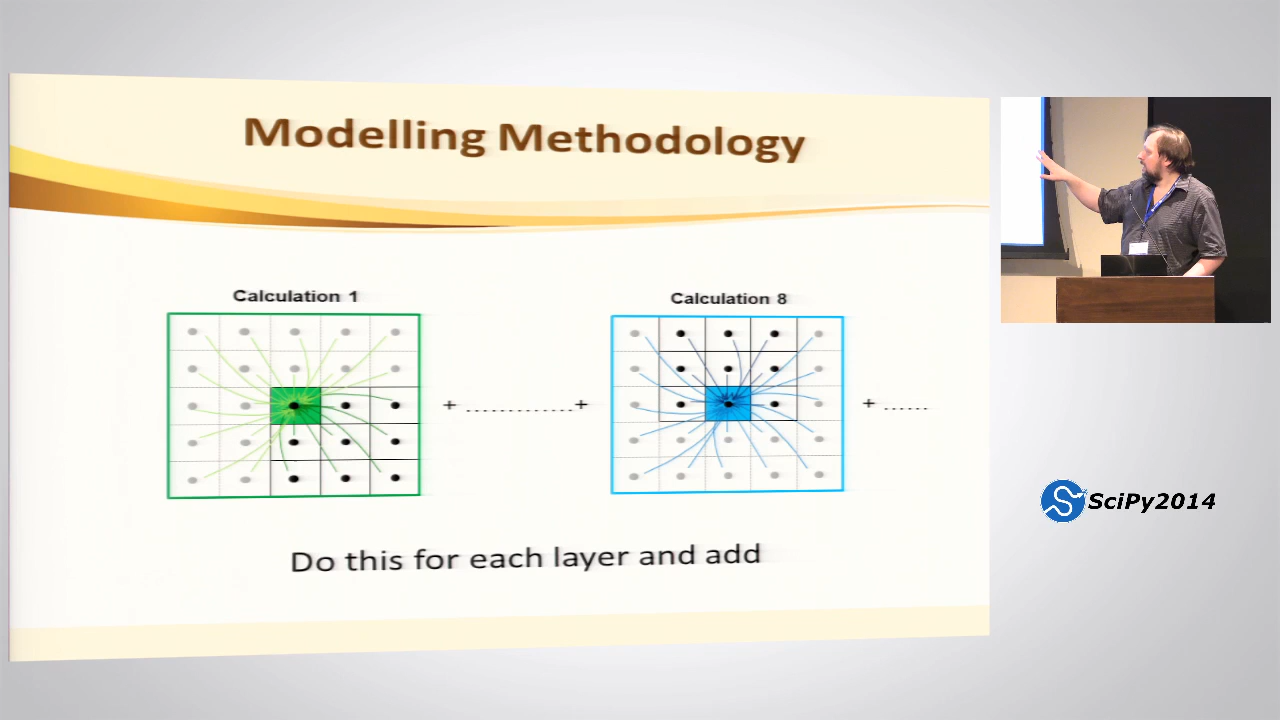 Modelling Methodology
Calculation 1
Calculation 8
+ ............+
+ ......
Do this for each layer and add
SciPy2014